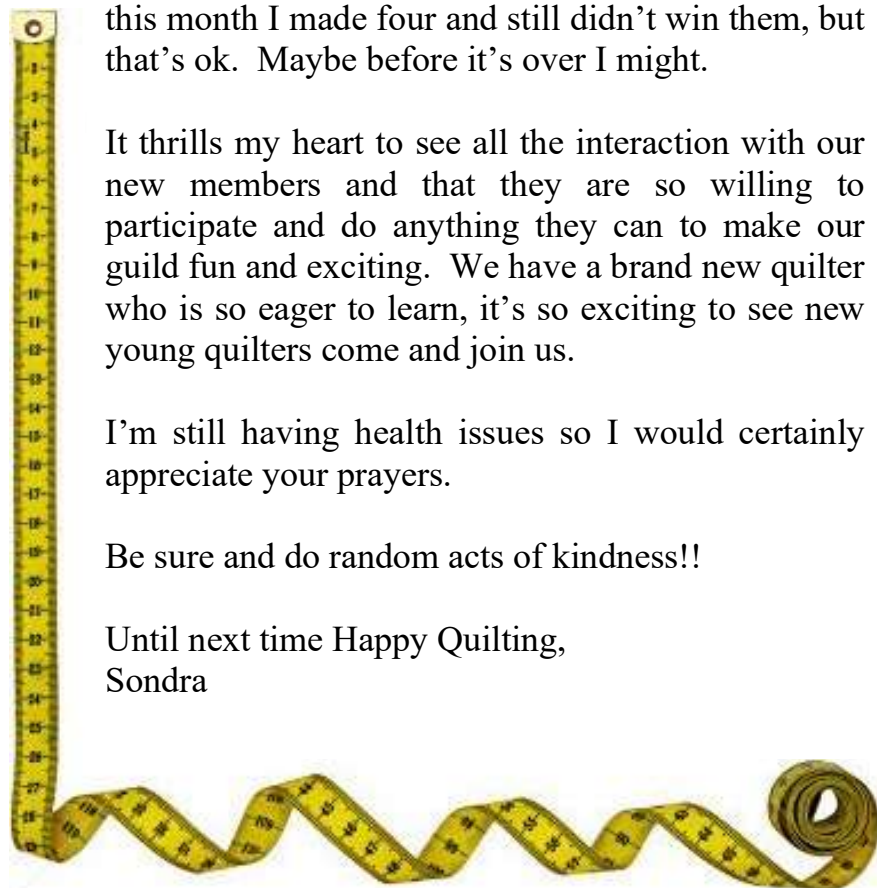 this month I made four and still didn’t win them, but
that’s ok.  Maybe before it’s over I might.
It thrills my heart to see all the interaction with our
new members and that they are so willing to
participate and do anything they can to make our
guild fun and exciting.  We have a brand new quilter
who is so eager to learn, it’s so exciting to see new
young quilters come and join us.
I’m still having health issues so I would certainly
appreciate your prayers.
Be sure and do random acts of kindness!!
Until next time Happy Quilting,
Sondra